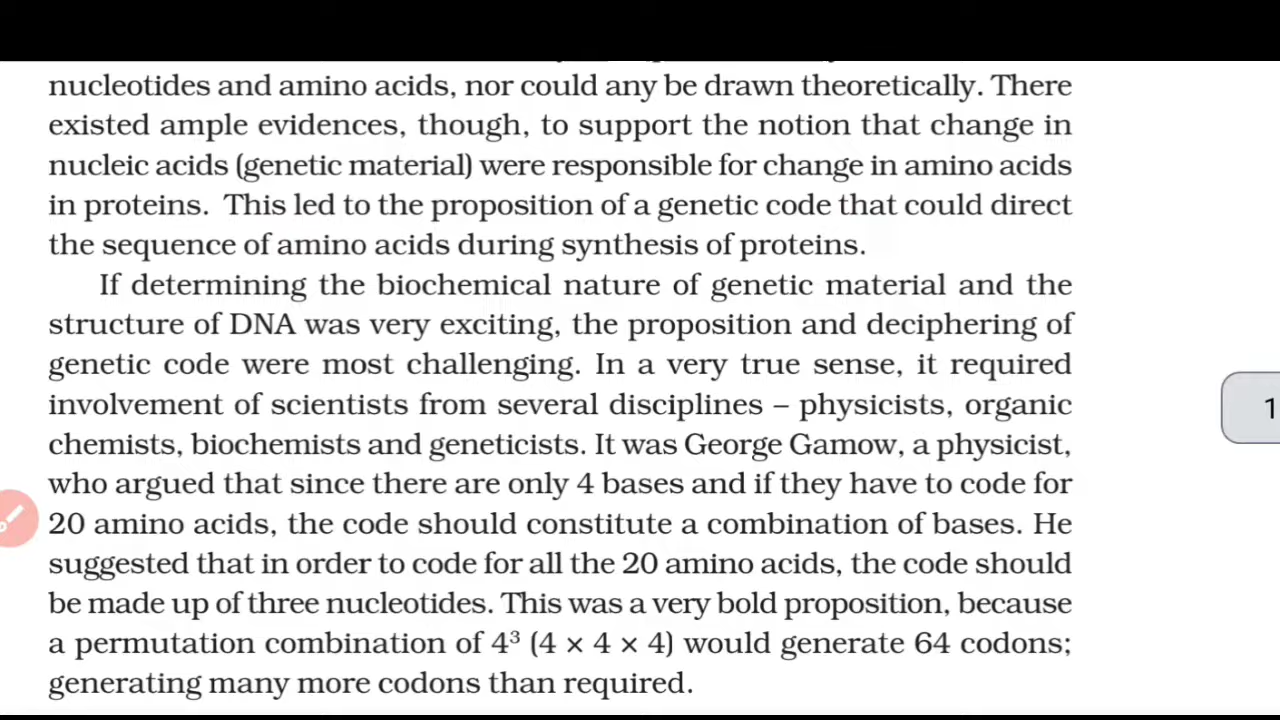 nucleotides and amino acids, nor could any be drawn theoretically. There
existed ample evidences, though, to support the notion that change in
nucleic acids (genetic material) were responsible for change in amino acids
in proteins. This led to the proposition of a genetic code that could direct
the sequence of amino acids during synthesis of proteins.
If determining the biochemical nature of genetic material and the
structure of DNA was very exciting, the proposition and deciphering of
genetic code were most challenging. In a very true sense, it required
involvement of scientists from several disciplines – physicists, organic
chemists, biochemists and geneticists. It was George Gamow, a physicist,
who argued that since there are only 4 bases and if they have to code for
20 amino acids, the code should constitute a combination of bases. He
suggested that in order to code for all the 20 amino acids, the code should
be made up of three nucleotides. This was a very bold proposition, because
a permutation combination of 4³ (4 × 4 × 4) would generate 64 codons;
generating many more codons than required.
1